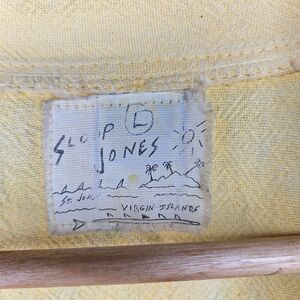 L
SLOOP
JONES
ST. JOHN
VIRGIN ISLANDS